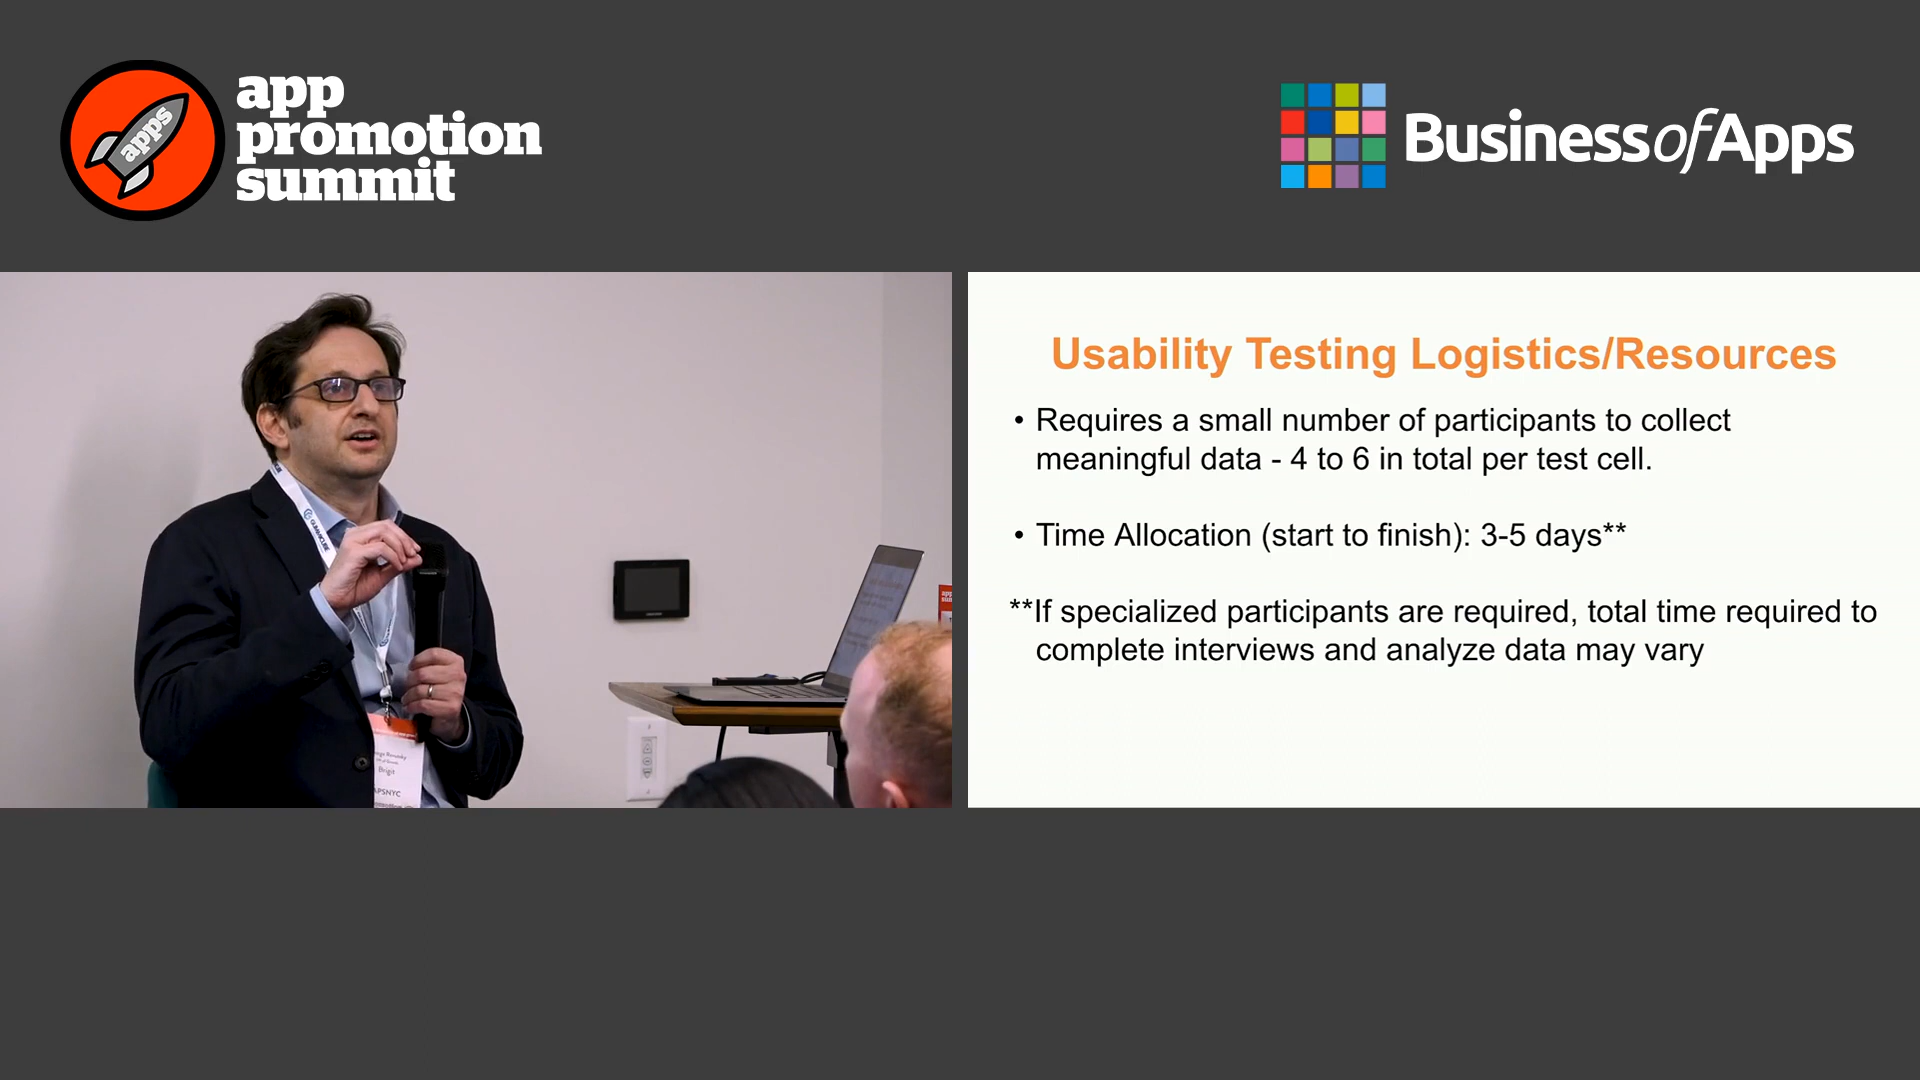 apps
app
promotion
summit
BusinessofApps
Usability Testing Logistics/Resources
• Requires a small number of participants to collect
meaningful data - 4 to 6 in total per test cell.
• Time Allocation (start to finish): 3-5 days**
**If specialized participants are required, total time required to
complete interviews and analyze data may vary
Brigit
APSNYC